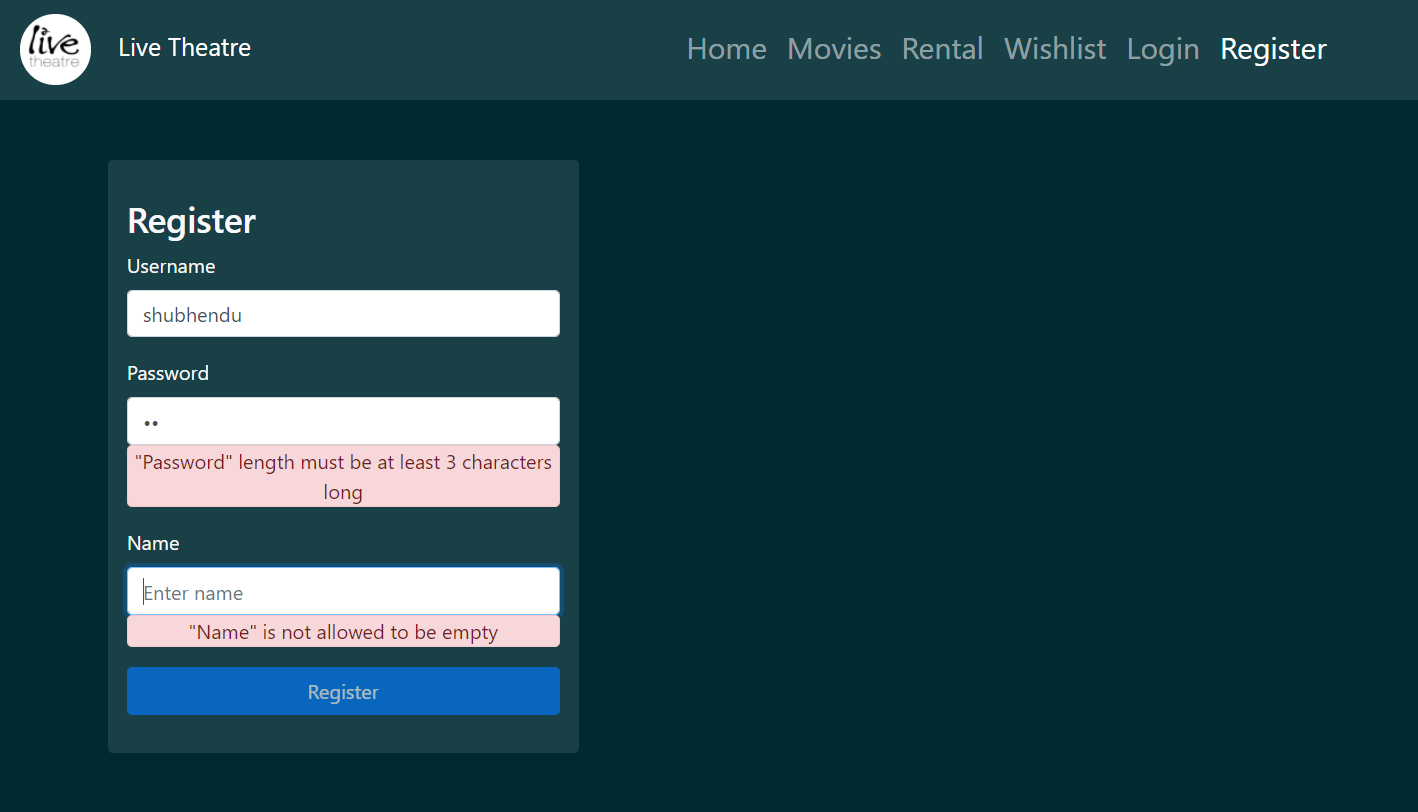 live
theatre
Live Theatre
Home Movies Rental Wishlist Login Register
Register
Username
shubhendu
Password
••
"Password" length must be at least 3 characters
long
Name
Enter name
"Name" is not allowed to be empty
Register